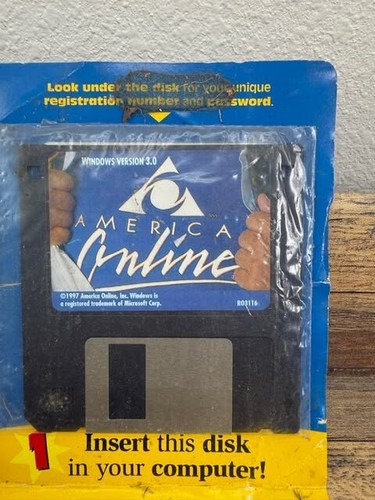 Look under the disk for your unique
registration number and password.
WINDOWS VERSION 3.0
AMERICA
Online
©1997 America Online, Inc. Windows is
a registered trademark of Microsoft Corp.
R03116
1
Insert this disk
in your computer!